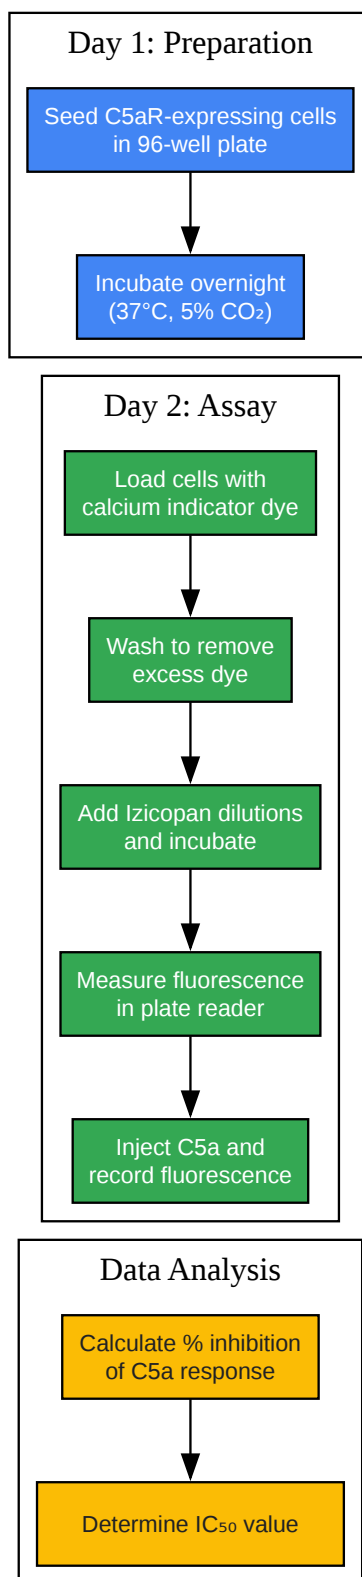 Day 1: Preparation
Seed C5aR-expressing cells
in 96-well plate
Incubate overnight
(37°C, 5% CO₂)
Day 2: Assay
Load cells with
calcium indicator dye
Wash to remove
excess dye
Add Izicopan dilutions
and incubate
Measure fluorescence
in plate reader
Inject C5a and
record fluorescence
Data Analysis
Calculate % inhibition
of C5a response
Determine IC₅₀ value